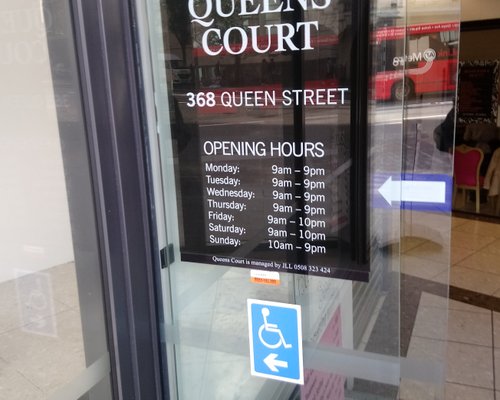 QUEENS
COURT
368 QUEEN STREET
OPENING HOURS
Monday: 9am – 9pm
Tuesday: 9am – 9pm
Wednesday: 9am – 9pm
Thursday: 9am – 9pm
Friday: 9am – 10pm
Saturday: 9am – 10pm
Sunday: 10am – 9pm
Queens Court is managed by JLL 0508 323 424
Metro